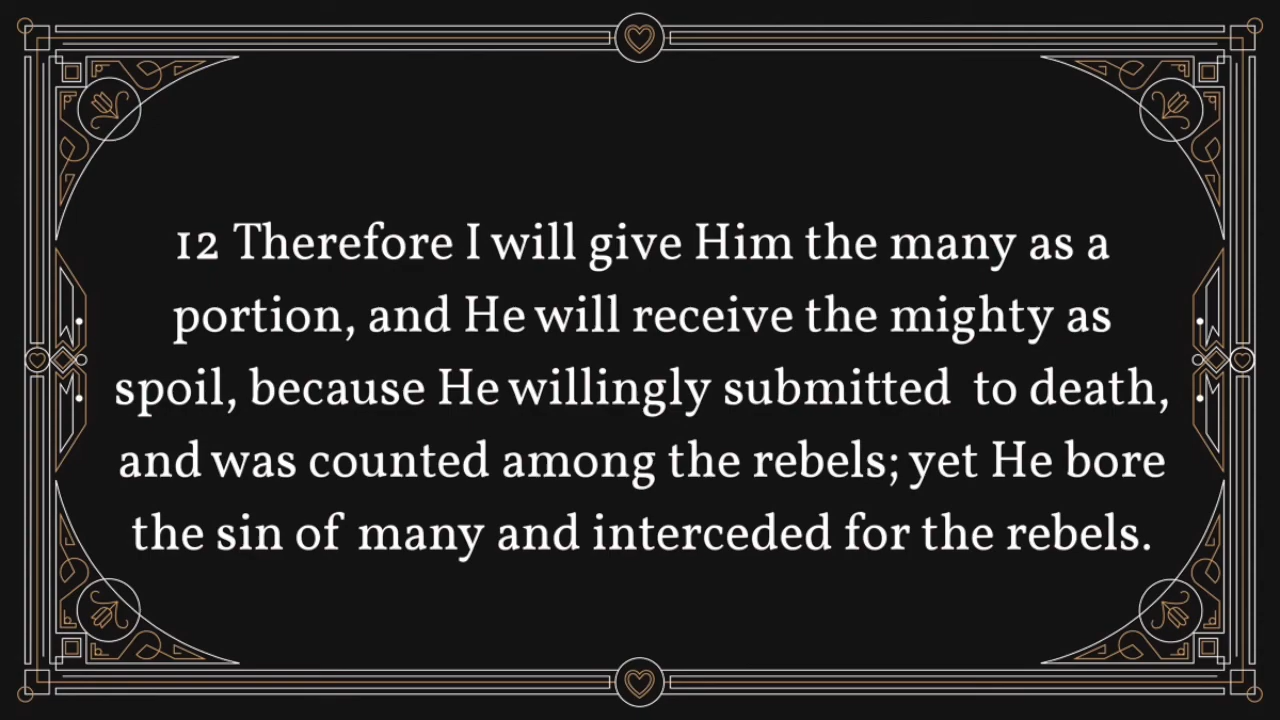 12 Therefore I will give Him the many as a
portion, and He will receive the mighty as
spoil, because He willingly submitted to death,
and was counted among the rebels; yet He bore
the sin of many and interceded for the rebels.